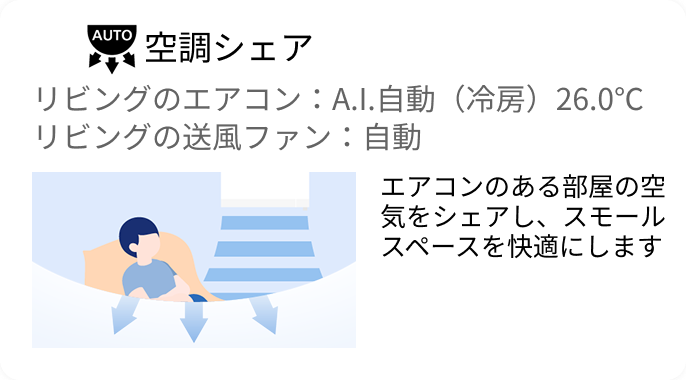 AUTO 空調シェア
リビングのエアコン：A.I.自動（冷房）26.0℃
リビングの送風ファン：自動
エアコンのある部屋の空
気をシェアし、スモール
スペースを快適にします